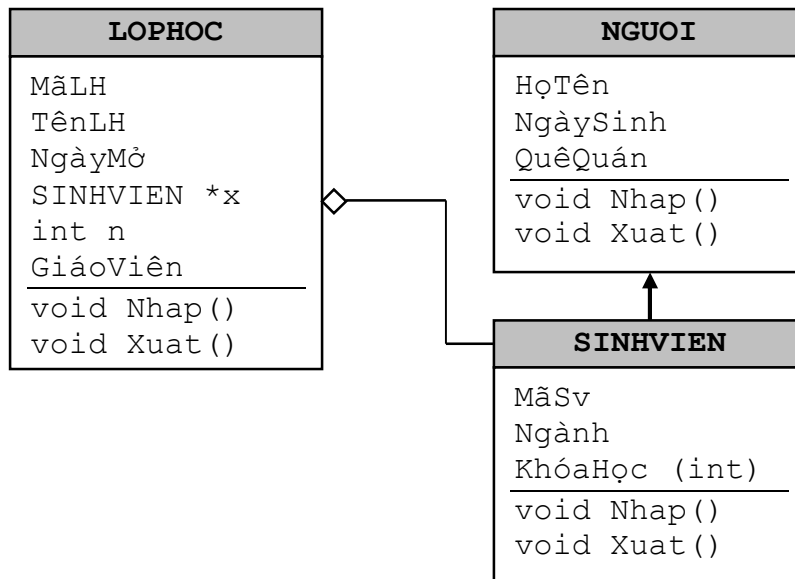 LOPHOC
MãLH
TênLH
NgàyMở
SINHVIEN *x
int n
GiáoViên
void Nhap()
void Xuat()
NGUOI
HọTên
NgàySinh
QuêQuán
void Nhap()
void Xuat()
SINHVIEN
MãSv
Ngành
KhóaHọc (int)
void Nhap()
void Xuat()